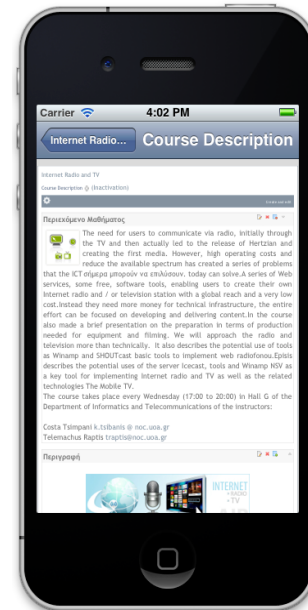 Carrier 4:02 PM
Internet Radio... Course Description
Internet Radio and TV
Course Description (Inactivation)
Περιεχόμενο Μαθήματος
The need for users to communicate via radio, initially through
the TV and then actually led to the release of Hertzian and
creating the first media. However, high operating costs and
reduce the available spectrum has created a series of problems
that the ICT σήμερα μπορούν να επιλύσουν. today can solve.A series of Web
services, some free, software tools, enabling users to create their own
Internet radio and / or television station with a global reach and a very low
cost.Instead they need more money for technical infrastructure, the entire
effort can be focused on developing and delivering content.In the course
also made a brief presentation on the preparation in terms of production
needed for equipment and filming. We will approach the radio and
television more than technically. It also describes the potential use of tools
as Winamp and SHOUTcast basic tools to implement web radiofonou.Episis
describes the potential uses of the server Icecast, tools and Winamp NSV as
a key tool for implementing Internet radio and TV as well as the related
technologies The Mobile TV.
The course takes place every Wednesday (17:00 to 20:00) in Hall G of the
Department of Informatics and Telecommunications of the instructors:
Costa Tsimpani k.tsibanis @ noc.uoa.gr
Telemachus Raptis traptis@noc.uoa.gr
Περιγραφή
INTERNET
RADIO
TV